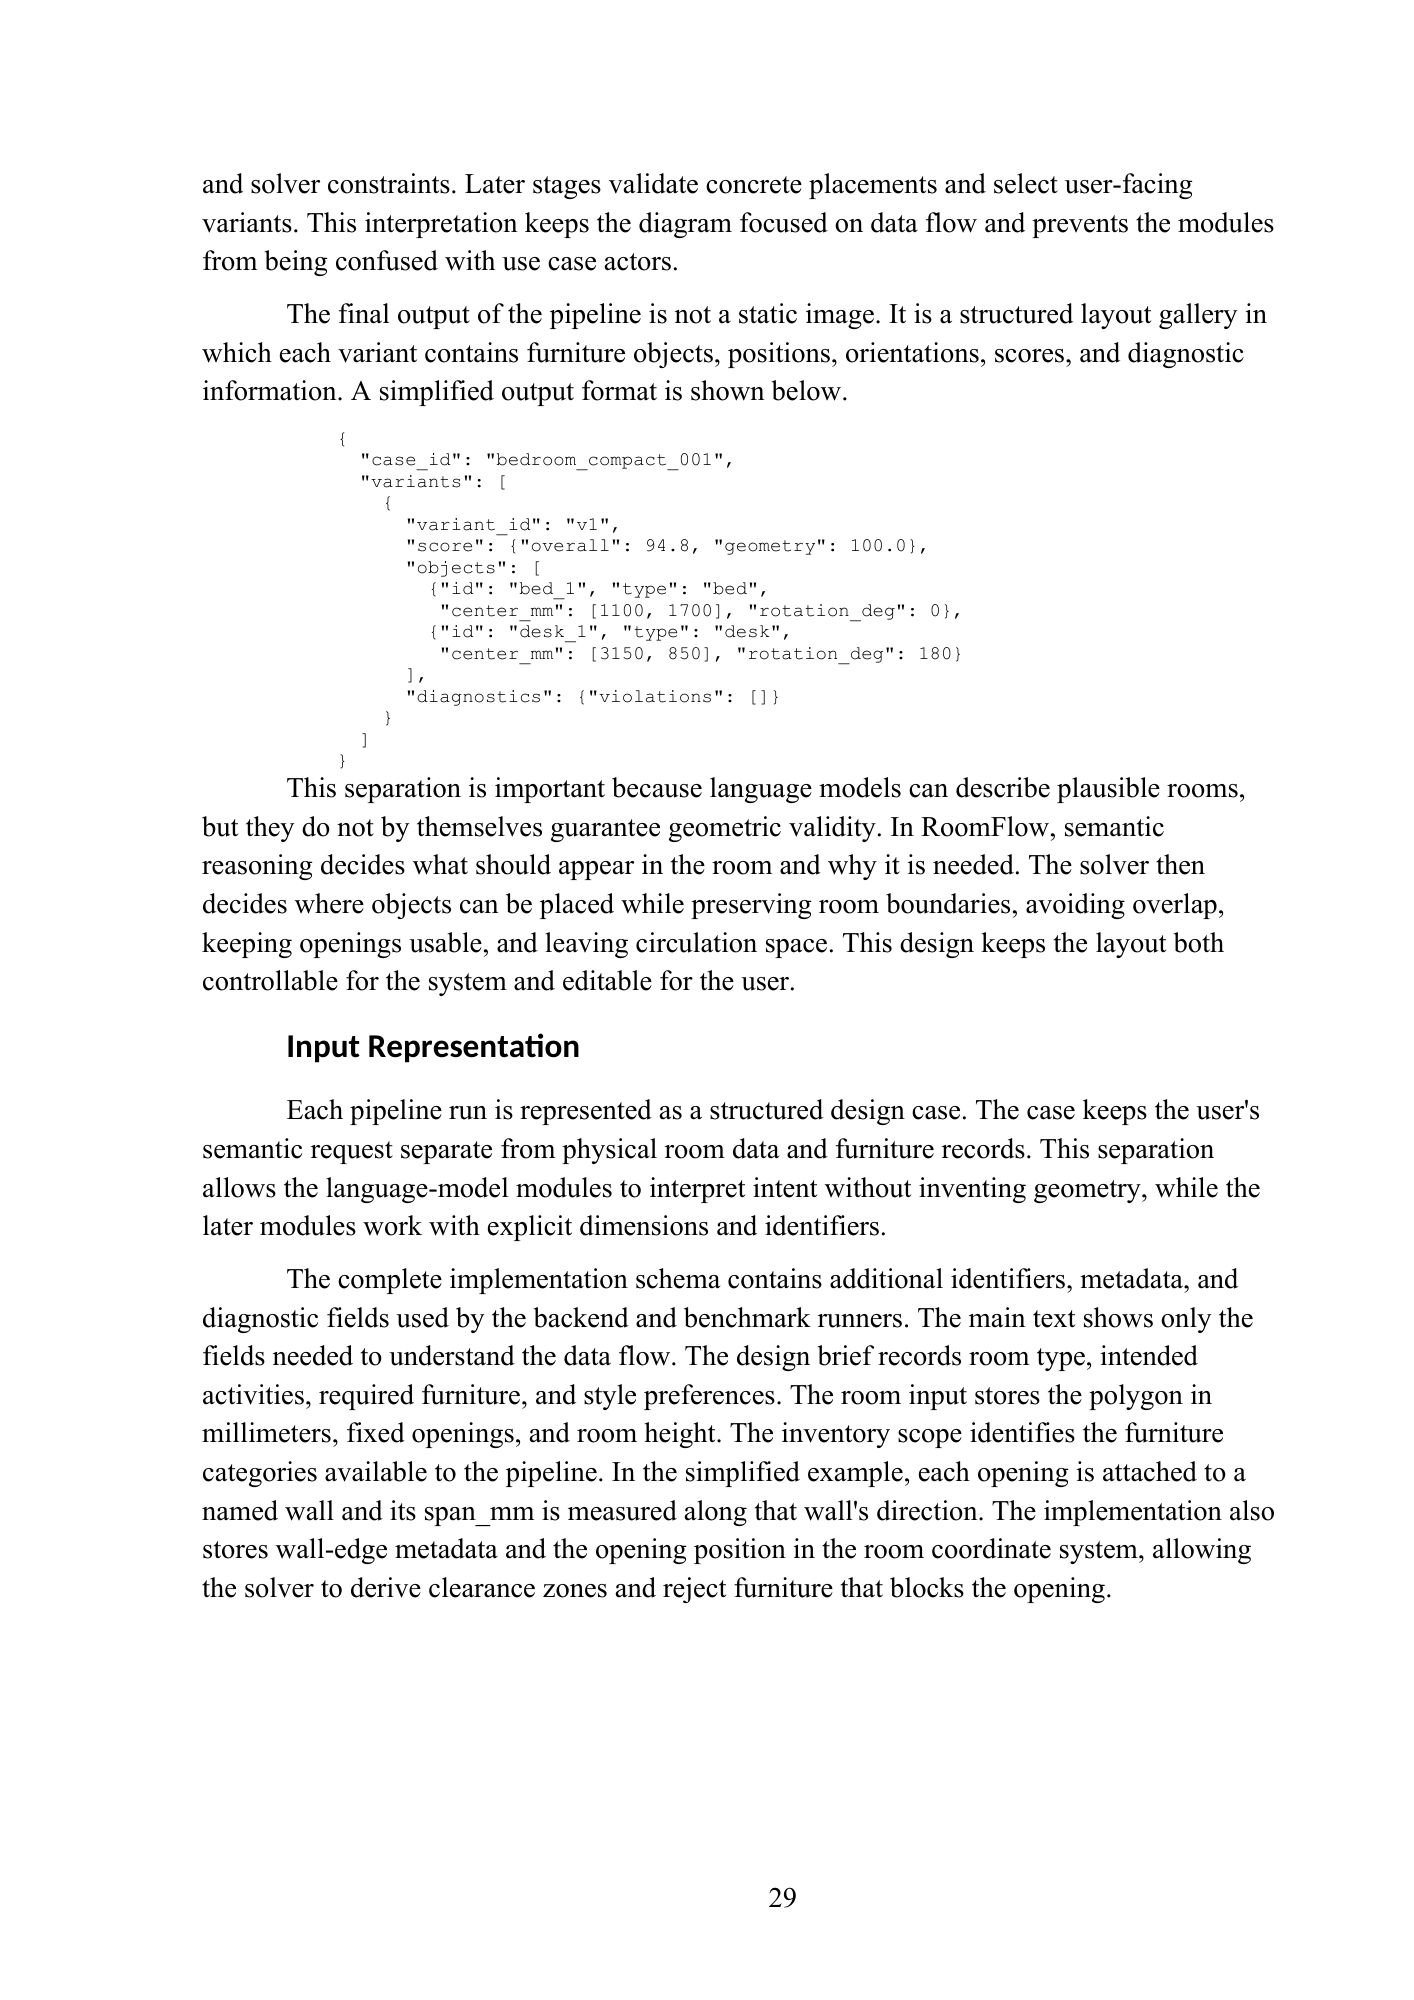 and solver constraints. Later stages validate concrete placements and select user-facing
variants. This interpretation keeps the diagram focused on data flow and prevents the modules
from being confused with use case actors.
The final output of the pipeline is not a static image. It is a structured layout gallery in
which each variant contains furniture objects, positions, orientations, scores, and diagnostic
information. A simplified output format is shown below.
{
  "case_id": "bedroom_compact_001",
  "variants": [
    {
      "variant_id": "v1",
      "score": {"overall": 94.8, "geometry": 100.0},
      "objects": [
        {"id": "bed_1", "type": "bed",
         "center_mm": [1100, 1700], "rotation_deg": 0},
        {"id": "desk_1", "type": "desk",
         "center_mm": [3150, 850], "rotation_deg": 180}
      ],
      "diagnostics": {"violations": []}
    }
  ]
}
This separation is important because language models can describe plausible rooms,
but they do not by themselves guarantee geometric validity. In RoomFlow, semantic
reasoning decides what should appear in the room and why it is needed. The solver then
decides where objects can be placed while preserving room boundaries, avoiding overlap,
keeping openings usable, and leaving circulation space. This design keeps the layout both
controllable for the system and editable for the user.
Input Representation
Each pipeline run is represented as a structured design case. The case keeps the user's
semantic request separate from physical room data and furniture records. This separation
allows the language-model modules to interpret intent without inventing geometry, while the
later modules work with explicit dimensions and identifiers.
The complete implementation schema contains additional identifiers, metadata, and
diagnostic fields used by the backend and benchmark runners. The main text shows only the
fields needed to understand the data flow. The design brief records room type, intended
activities, required furniture, and style preferences. The room input stores the polygon in
millimeters, fixed openings, and room height. The inventory scope identifies the furniture
categories available to the pipeline. In the simplified example, each opening is attached to a
named wall and its span_mm is measured along that wall's direction. The implementation also
stores wall-edge metadata and the opening position in the room coordinate system, allowing
the solver to derive clearance zones and reject furniture that blocks the opening.
29